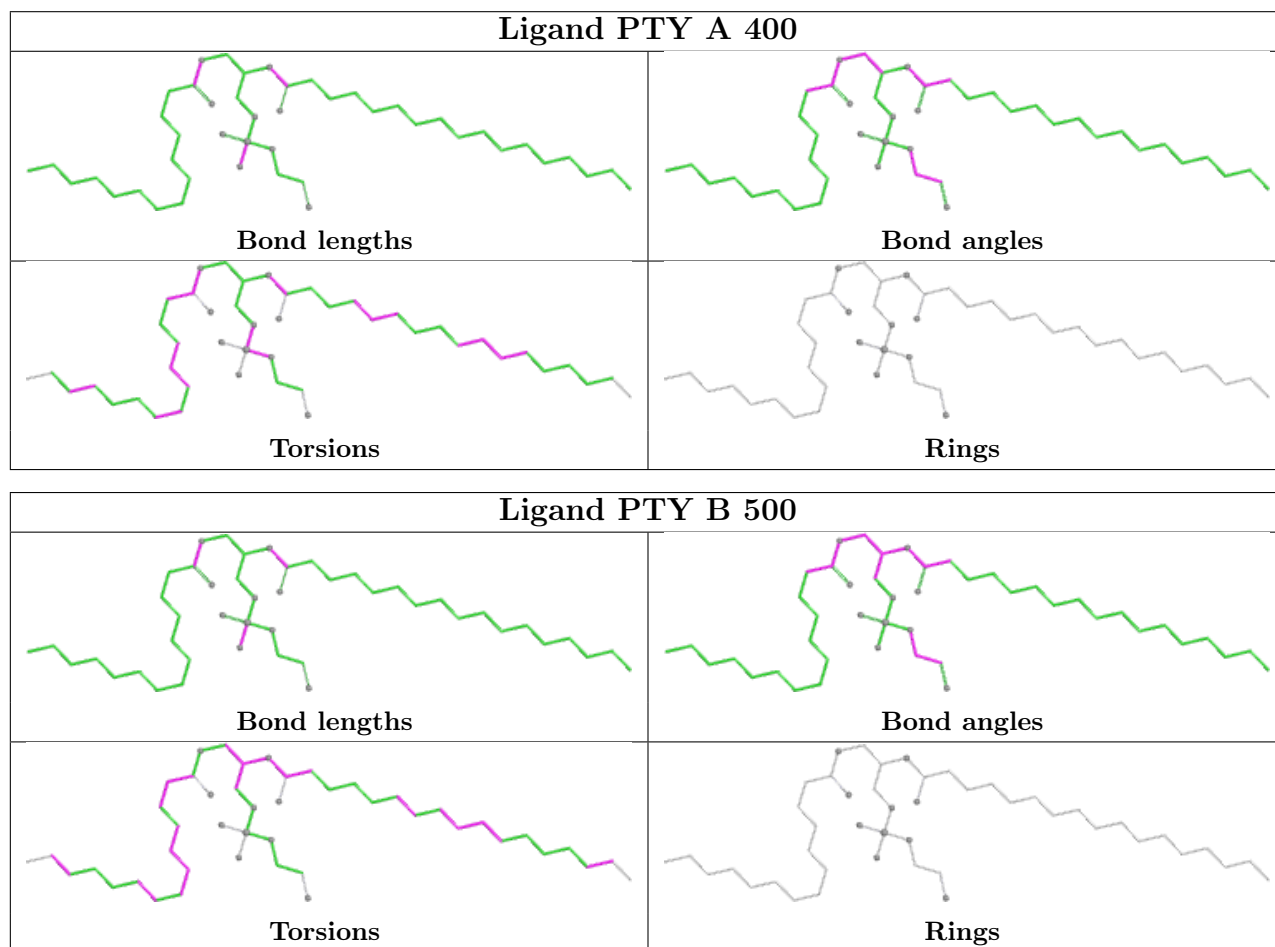 Ligand PTY A 400
Bond lengths
Bond angles
Torsions
Rings
Ligand PTY B 500
Bond lengths
Bond angles
Torsions
Rings